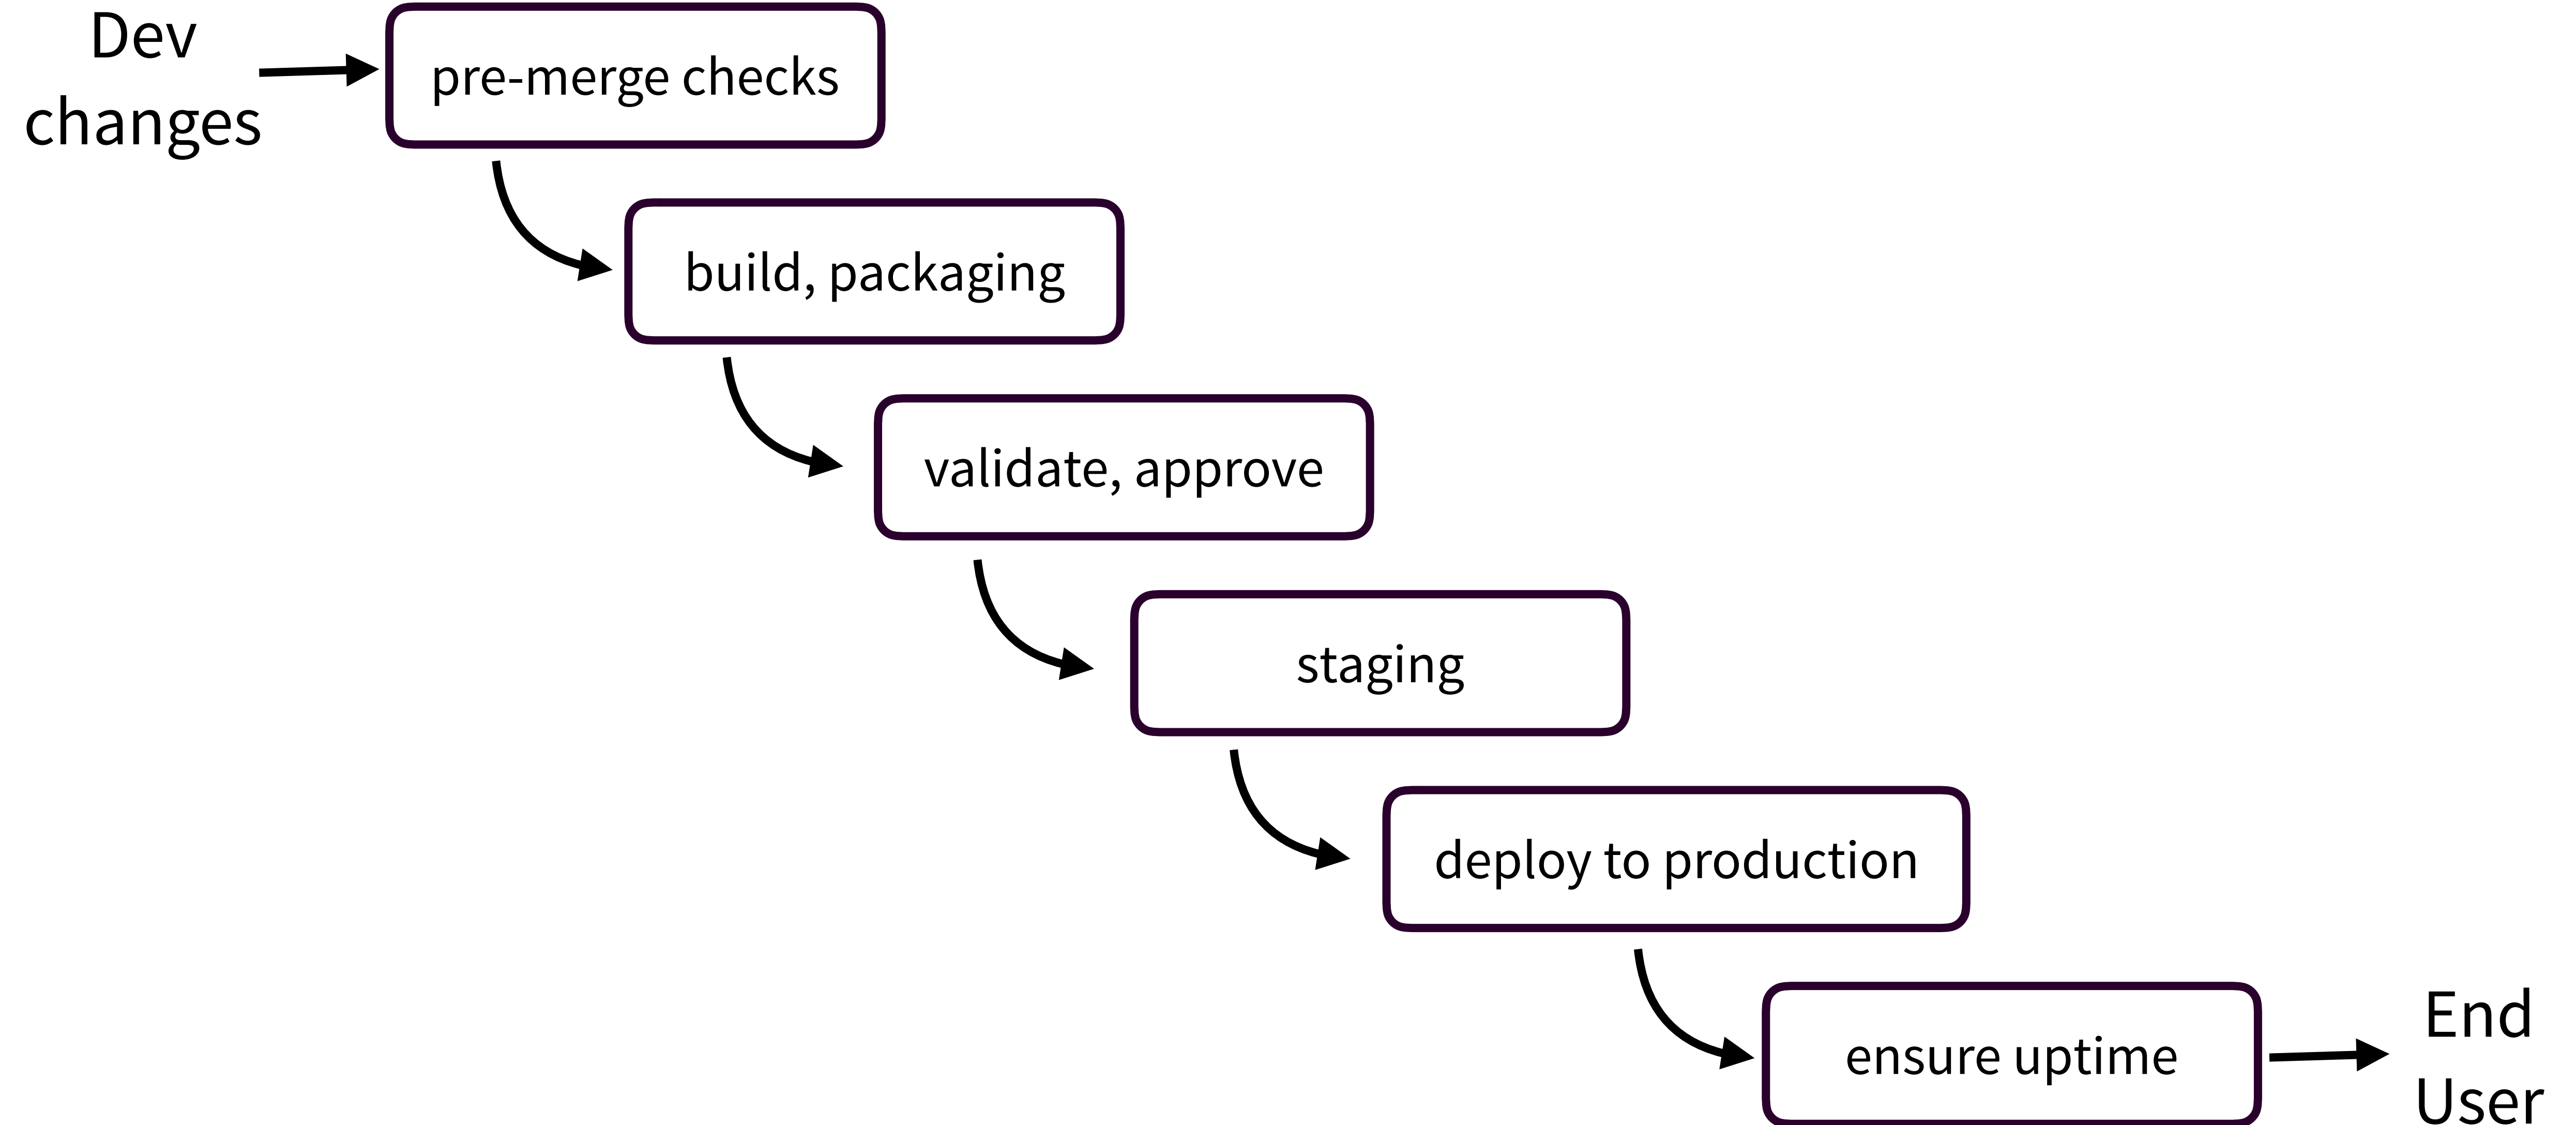 Dev
changes
pre-merge checks
build, packaging
validate, approve
staging
deploy to production
ensure uptime
End
User